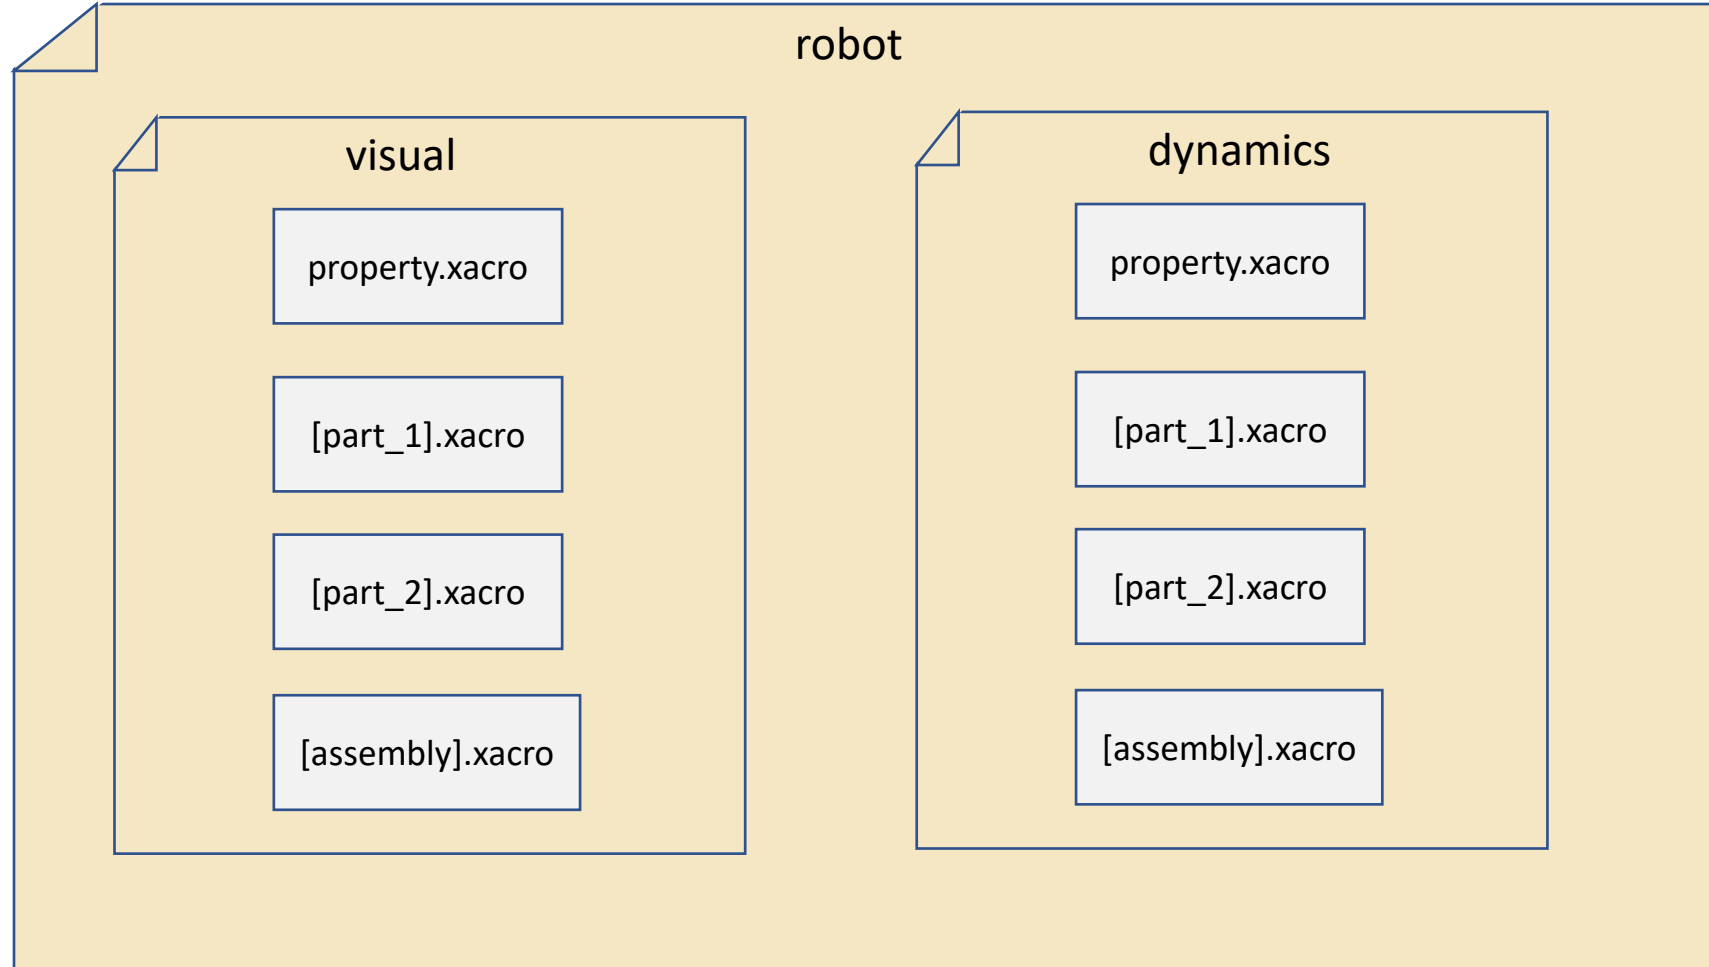 robot
visual
property.xacro
[part_1].xacro
[part_2].xacro
[assembly].xacro
dynamics
property.xacro
[part_1].xacro
[part_2].xacro
[assembly].xacro